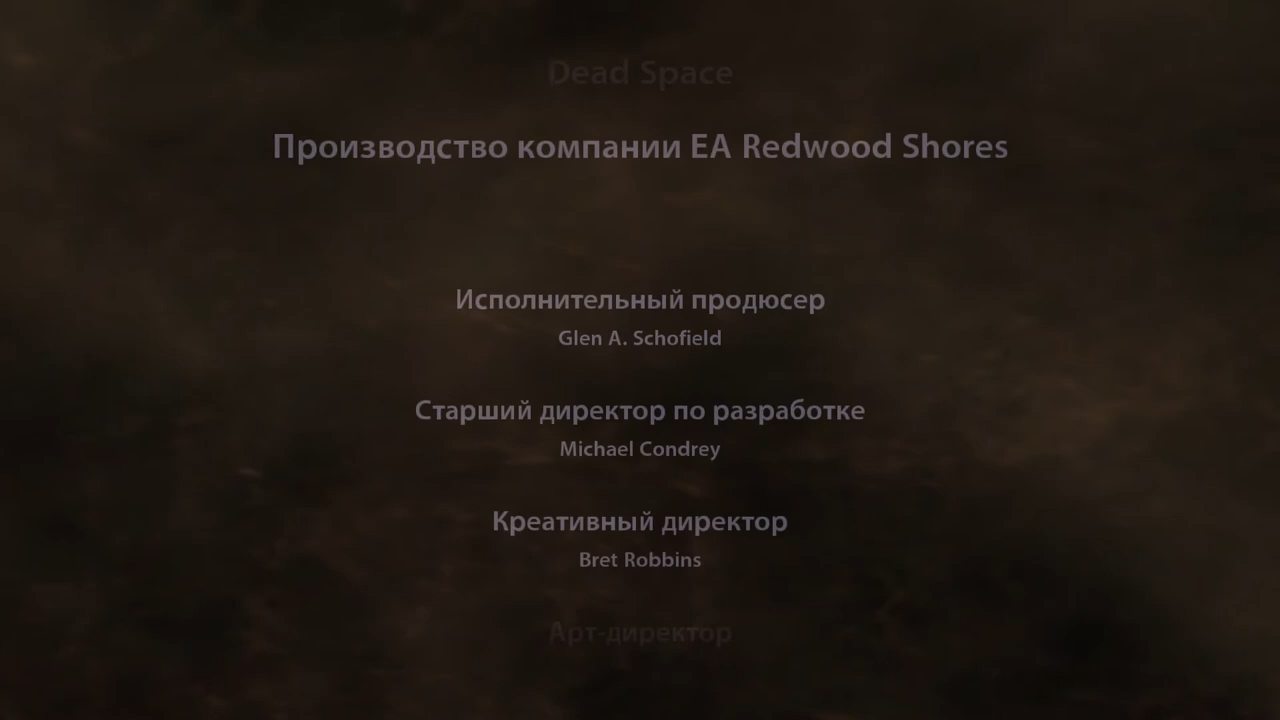 Dead Space
Производство компании EA Redwood Shores
Исполнительный продюсер
Glen A. Schofield
Старший директор по разработке
Michael Condrey
Креативный директор
Bret Robbins
Арт-директор